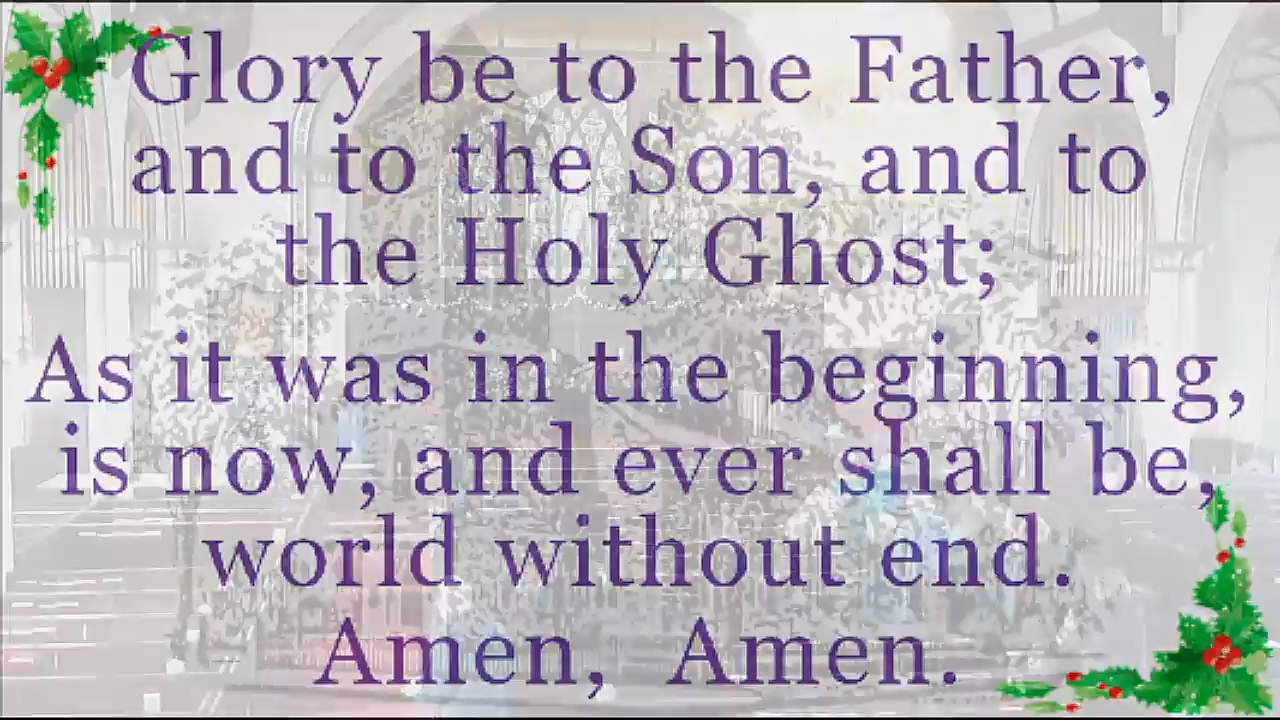 Glory be to the Father,
and to the Son, and to
the Holy Ghost;
As it was in the beginning,
is now, and ever shall be,
world without end.
Amen, Amen.